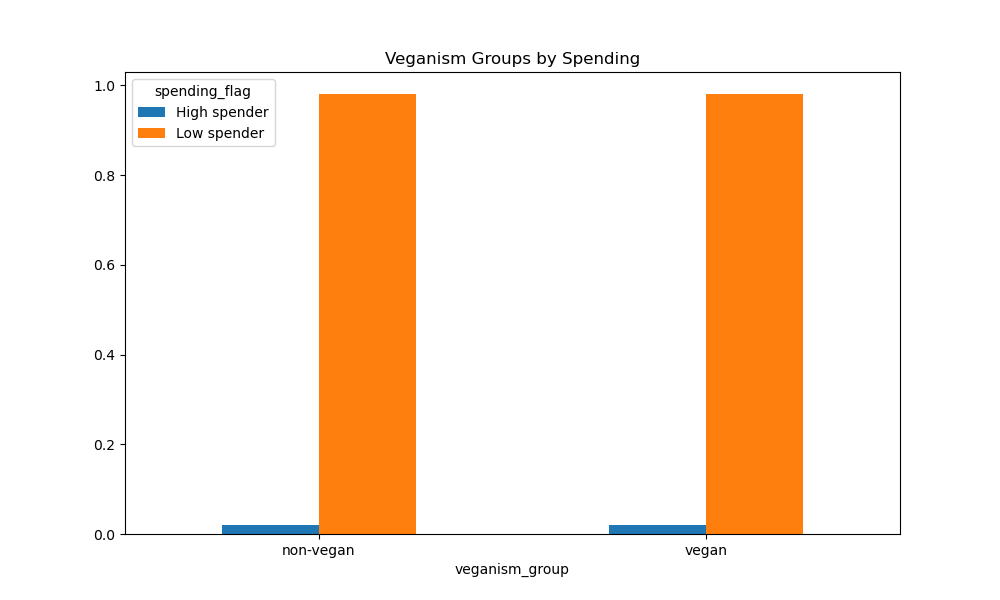 Veganism Groups by Spending
spending_flag
High spender
Low spender
1.0
0.8
0.6
0.4
0.2
0.0
non-vegan
vegan
veganism_group